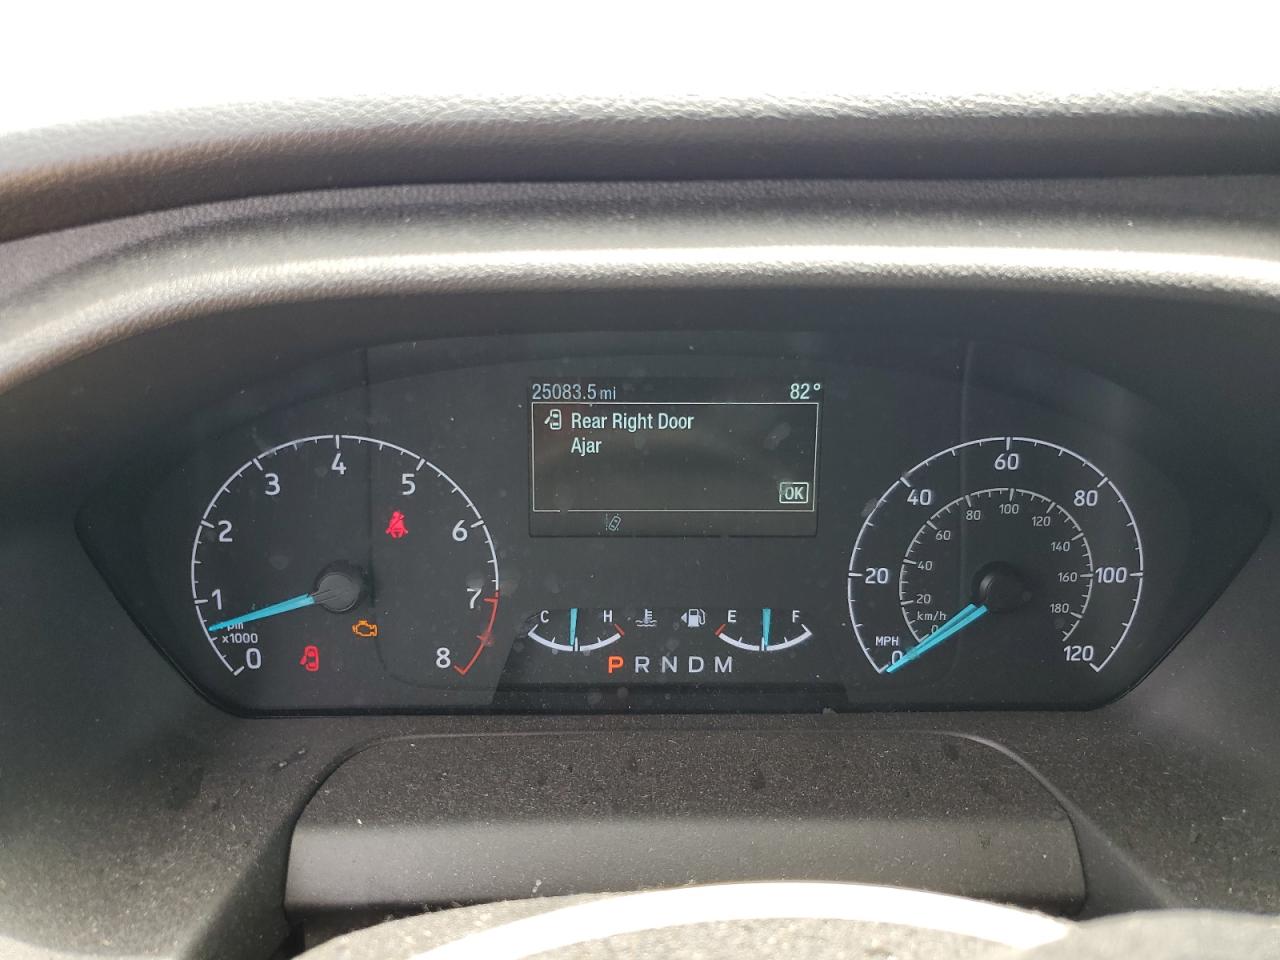 25083.5 mi 82°
Rear Right Door
Ajar
OK
0 1 2 3 4 5 6 7 8
x1000
C H
E F
P R N D M
0 20 40 60 80 100 120
MPH
0 20 40 60 80 100 120 140 160 180
km/h